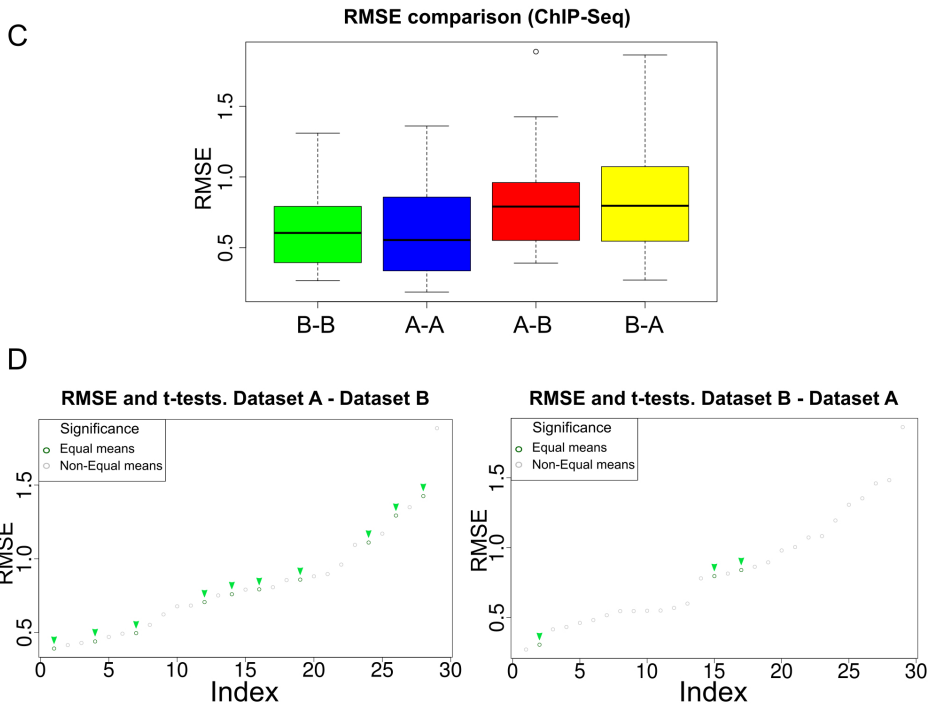 C
RMSE comparison (ChIP-Seq)
RMSE
1.5
1.0
0.5
B-B A-A A-B B-A
D
RMSE and t-tests. Dataset A - Dataset B
Significance
Equal means
Non-Equal means
RMSE
1.5
1.0
0.5
0 5 10 15 20 25 30
Index
RMSE and t-tests. Dataset B - Dataset A
Significance
Equal means
Non-Equal means
RMSE
1.5
1.0
0.5
0 5 10 15 20 25 30
Index